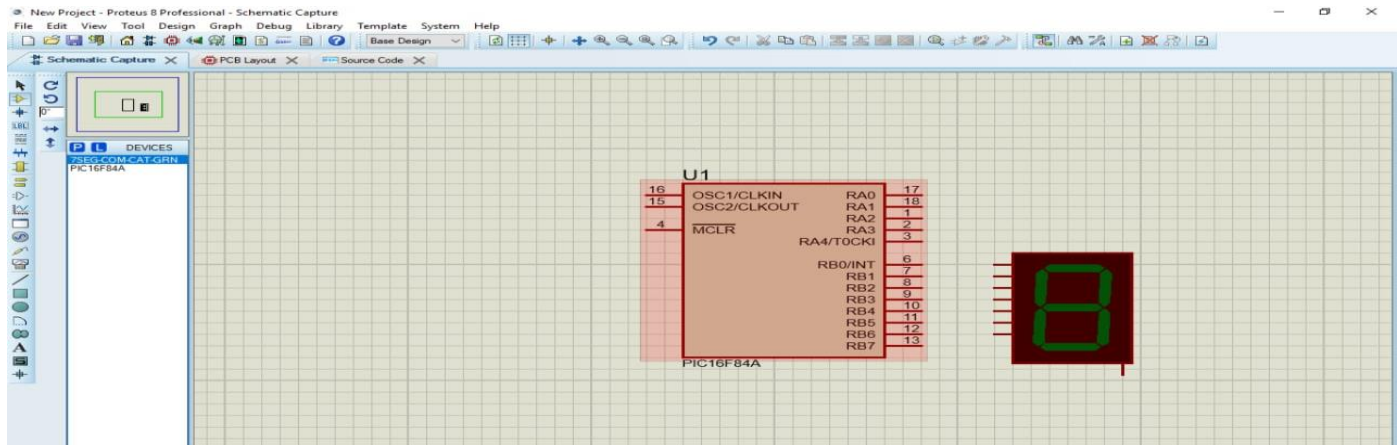 New Project - Proteus 8 Professional - Schematic Capture
File Edit View Tool Design Graph Debug Library Template System Help
Base Design
Schematic Capture PCB Layout Source Code
0°
LBL
P L DEVICES
7SEG-COM-CAT-GRN
PIC16F84A
A
U1
16 OSC1/CLKIN RA0 17
15 OSC2/CLKOUT RA1 18
RA2 1
4 MCLR RA3 2
RA4/T0CKI 3
RB0/INT 6
RB1 7
RB2 8
RB3 9
RB4 10
RB5 11
RB6 12
RB7 13
PIC16F84A